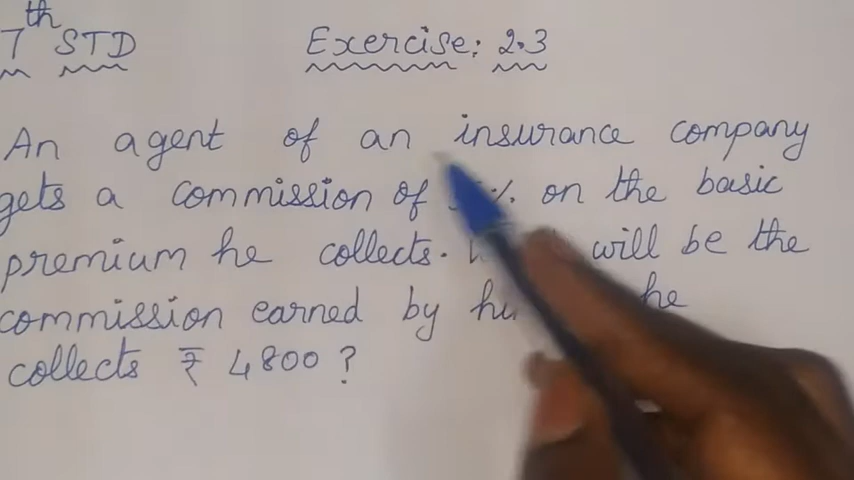 7th STD Exercise: 2.3
An agent of an insurance company
gets a commission of % on the basic
premium he collects. will be the
commission earned by he
collects ₹ 4800 ?